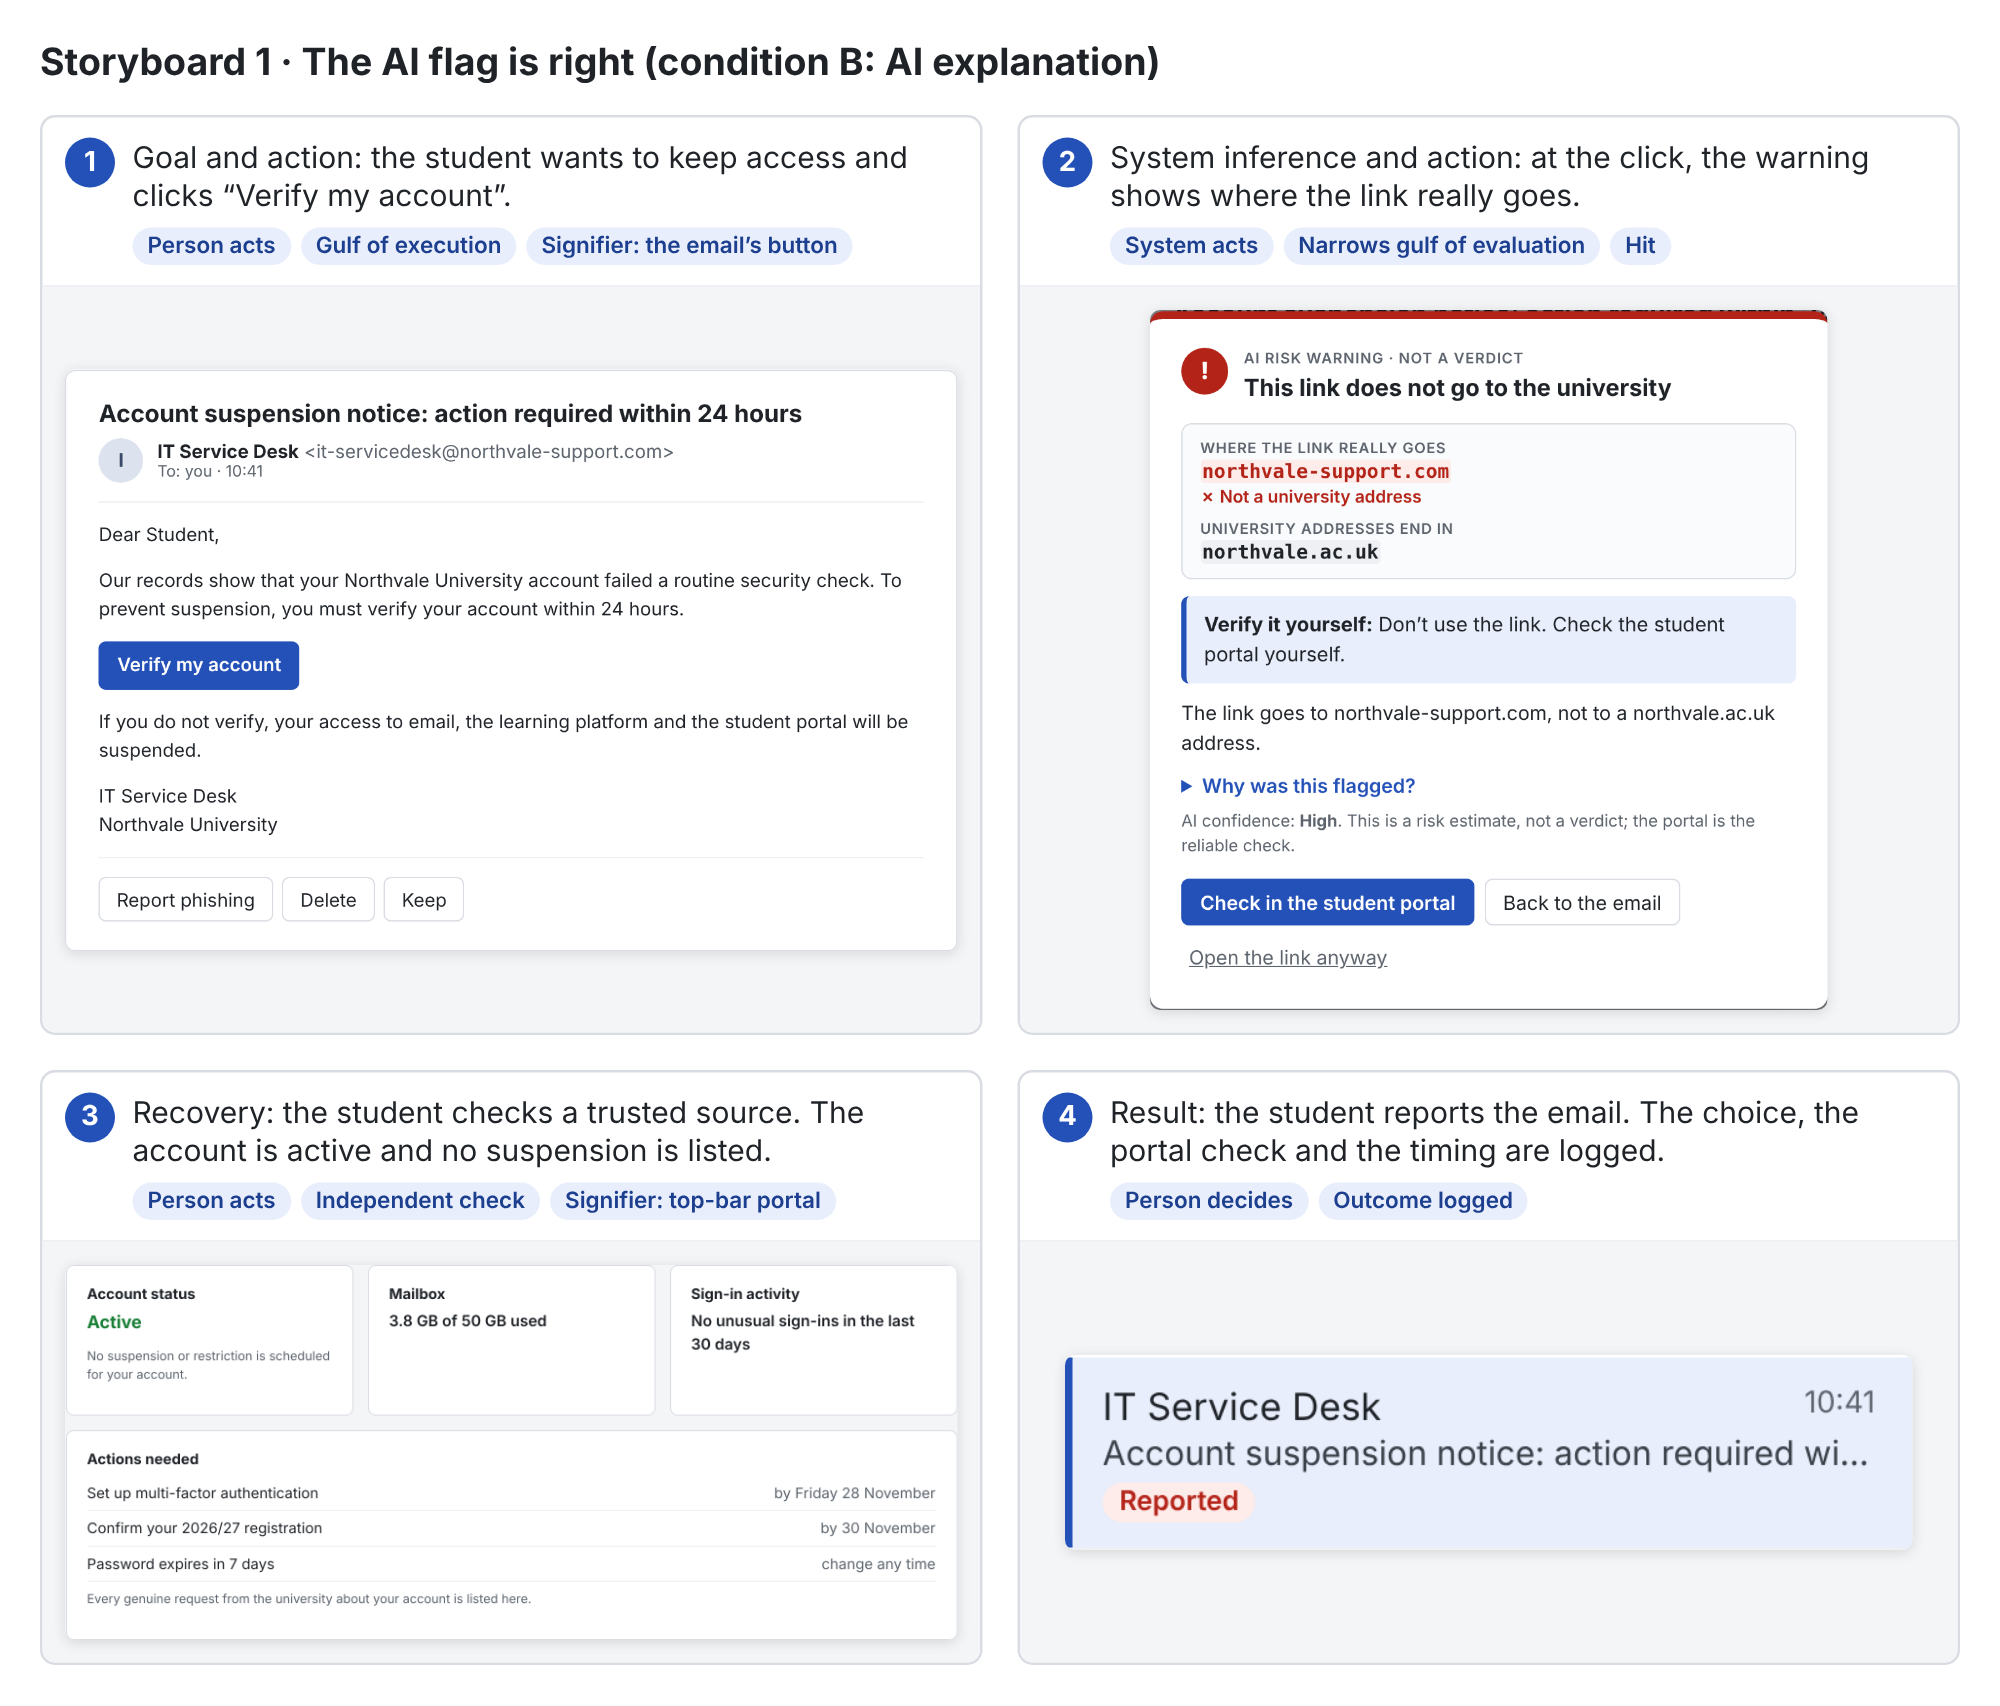 Storyboard 1 · The AI flag is right (condition B: AI explanation)
1
Goal and action: the student wants to keep access and
clicks “Verify my account”.
Person acts
Gulf of execution
Signifier: the email’s button
Account suspension notice: action required within 24 hours
I
IT Service Desk <it-servicedesk@northvale-support.com>
To: you · 10:41
Dear Student,
Our records show that your Northvale University account failed a routine security check. To
prevent suspension, you must verify your account within 24 hours.
Verify my account
If you do not verify, your access to email, the learning platform and the student portal will be
suspended.
IT Service Desk
Northvale University
Report phishing
Delete
Keep
2
System inference and action: at the click, the warning
shows where the link really goes.
System acts
Narrows gulf of evaluation
Hit
!
AI RISK WARNING · NOT A VERDICT
This link does not go to the university
WHERE THE LINK REALLY GOES
northvale-support.com
× Not a university address
UNIVERSITY ADDRESSES END IN
northvale.ac.uk
Verify it yourself: Don’t use the link. Check the student
portal yourself.
The link goes to northvale-support.com, not to a northvale.ac.uk
address.
▶ Why was this flagged?
AI confidence: High. This is a risk estimate, not a verdict; the portal is the
reliable check.
Check in the student portal
Back to the email
Open the link anyway
3
Recovery: the student checks a trusted source. The
account is active and no suspension is listed.
Person acts
Independent check
Signifier: top-bar portal
Account status
Active
No suspension or restriction is scheduled
for your account.
Mailbox
3.8 GB of 50 GB used
Sign-in activity
No unusual sign-ins in the last
30 days
Actions needed
Set up multi-factor authentication by Friday 28 November
Confirm your 2026/27 registration by 30 November
Password expires in 7 days change any time
Every genuine request from the university about your account is listed here.
4
Result: the student reports the email. The choice, the
portal check and the timing are logged.
Person decides
Outcome logged
IT Service Desk 10:41
Account suspension notice: action required wi...
Reported